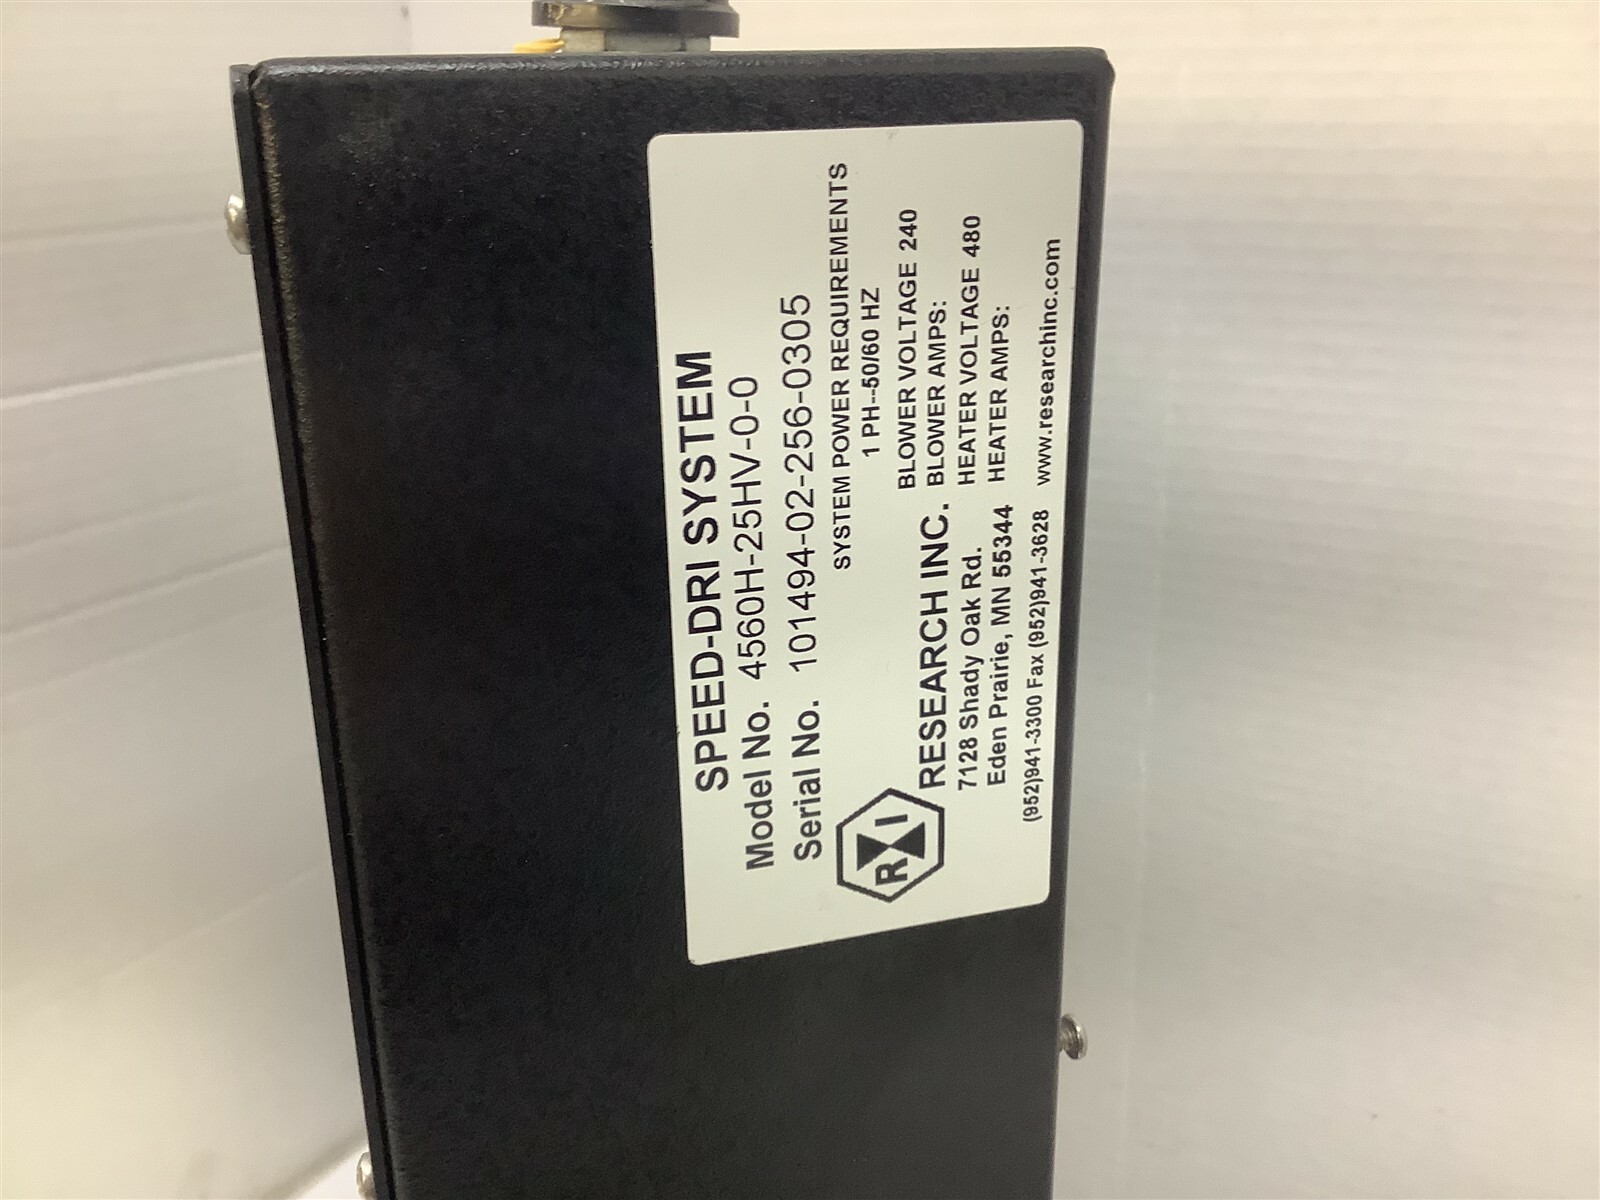 SPEED-DRI SYSTEM
Model No. 4560H-25HV-0-0
Serial No. 101494-02-256-0305
SYSTEM POWER REQUIREMENTS
1 PH--50/60 HZ
BLOWER VOLTAGE 240
BLOWER AMPS:
HEATER VOLTAGE 480
HEATER AMPS:
R I
RESEARCH INC.
7128 Shady Oak Rd.
Eden Prairie, MN 55344
(952)941-3300 Fax (952)941-3628 www.researchinc.com